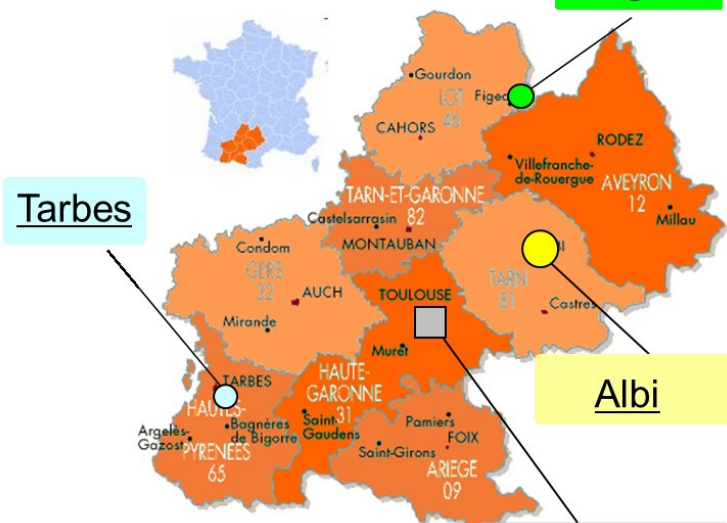 Gourdon
LOT
46
CAHORS
RODEZ
Villefranche-
de-Rouergue
AVEYRON
12
Millau
TARN-ET-GARONNE
82
Castelsarrasin
MONTAUBAN
Tarbes
Condom
GERS
32
AUCH
Mirande
TARN
81
Castres
TOULOUSE
Muret
Albi
TARBES
HAUTES-
PYRENÉES
65
Argelès-
Gazost
Bagnères
de Bigorre
HAUTE-
GARONNE
31
Saint-
Gaudens
Pamiers
FOIX
Saint-Girons
ARIEGE
09